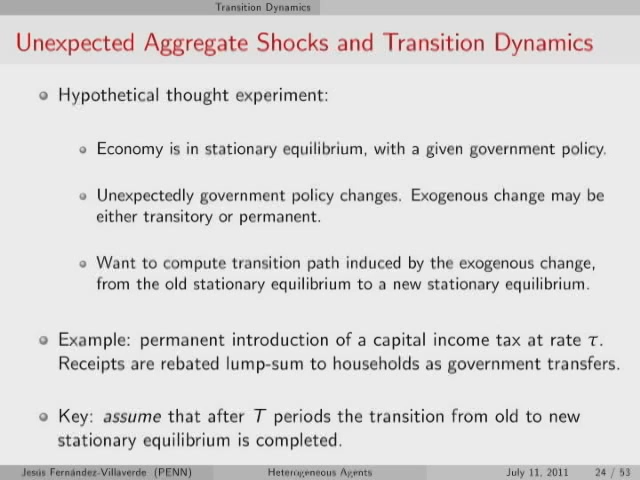 Transition Dynamics
Unexpected Aggregate Shocks and Transition Dynamics
Hypothetical thought experiment:
Economy is in stationary equilibrium, with a given government policy.
Unexpectedly government policy changes. Exogenous change may be
either transitory or permanent.
Want to compute transition path induced by the exogenous change,
from the old stationary equilibrium to a new stationary equilibrium.
Example: permanent introduction of a capital income tax at rate τ.
Receipts are rebated lump-sum to households as government transfers.
Key: assume that after T periods the transition from old to new
stationary equilibrium is completed.
Jesús Fernández-Villaverde (PENN) Heterogeneous Agents July 11, 2011 24 / 53